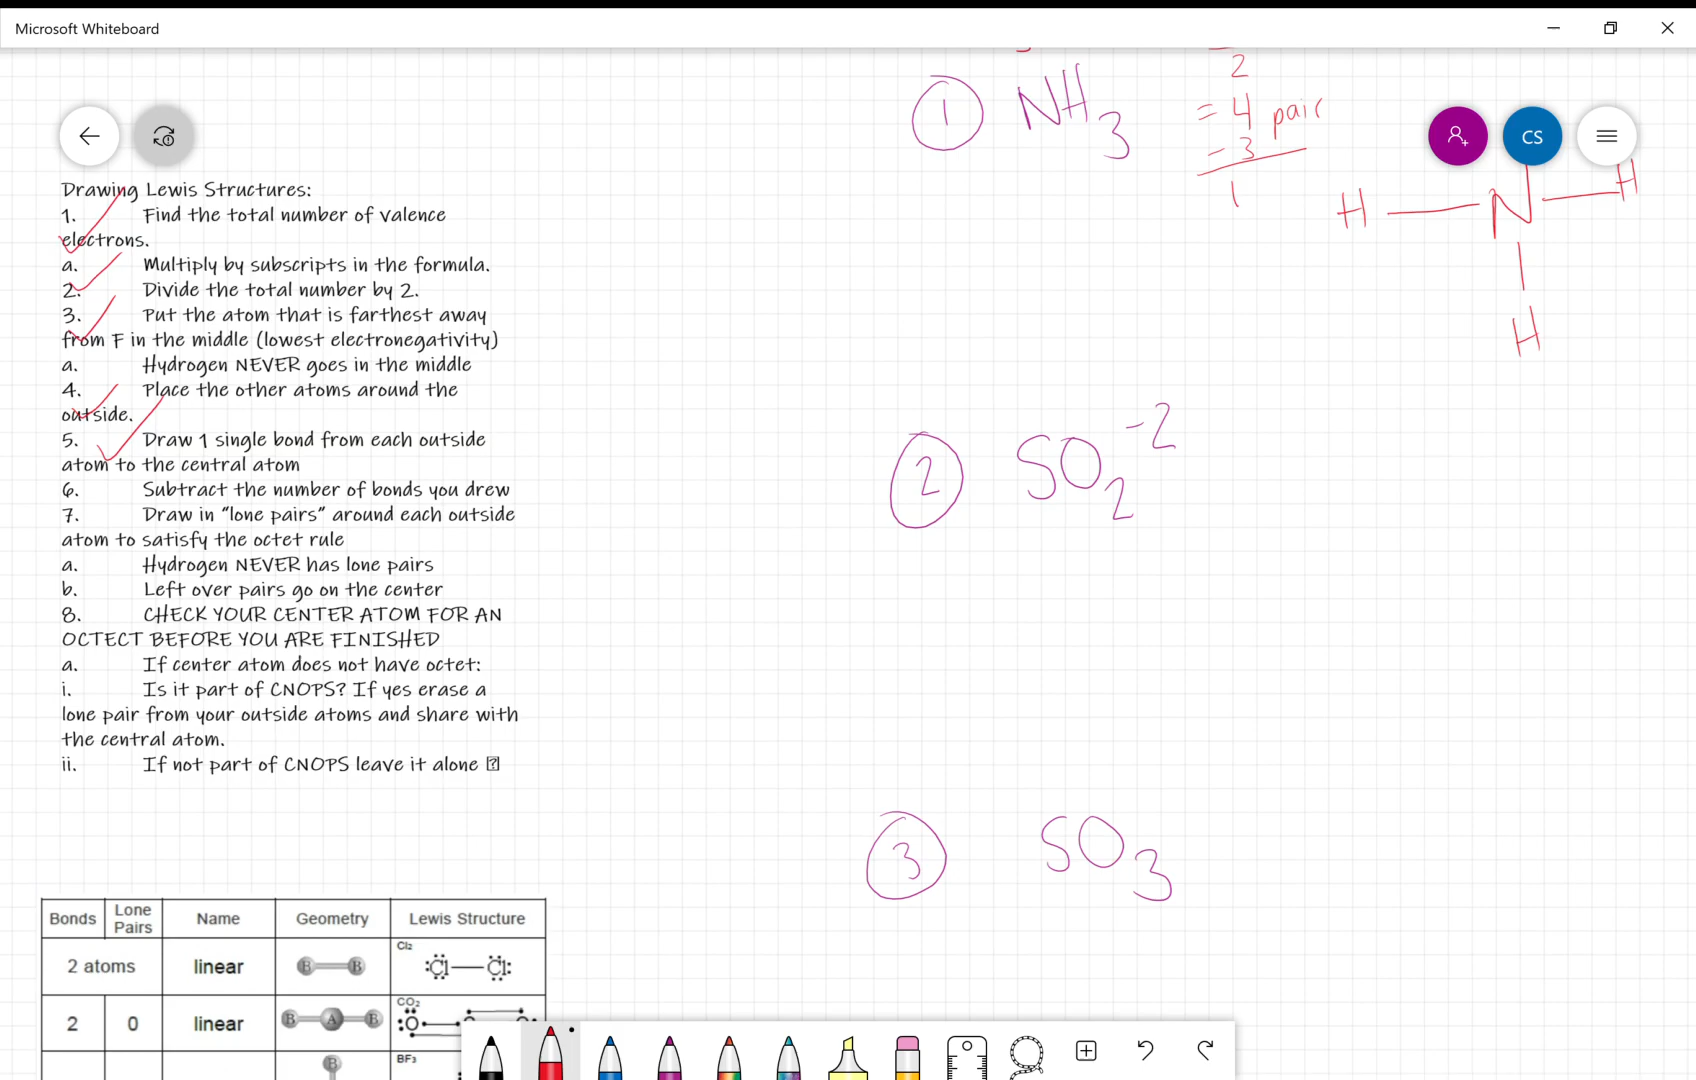 Microsoft Whiteboard
Drawing Lewis Structures:
1. Find the total number of valence
electrons.
a. Multiply by subscripts in the formula.
2. Divide the total number by 2.
3. Put the atom that is farthest away
from F in the middle (lowest electronegativity)
a. Hydrogen NEVER goes in the middle
4. Place the other atoms around the
outside.
5. Draw 1 single bond from each outside
atom to the central atom
6. Subtract the number of bonds you drew
7. Draw in "lone pairs" around each outside
atom to satisfy the octet rule
a. Hydrogen NEVER has lone pairs
b. Left over pairs go on the center
8. CHECK YOUR CENTER ATOM FOR AN
OCTECT BEFORE YOU ARE FINISHED
a. If center atom does not have octet:
i. Is it part of CNOPS? If yes erase a
lone pair from your outside atoms and share with
the central atom.
ii. If not part of CNOPS leave it alone
Bonds Lone Pairs Name Geometry Lewis Structure
2 atoms linear B B Cl₂ :Cl—Cl:
2 0 linear B A B CO₂ :O
B BF₃
1 NH₃
2
= 4 pair
- 3
1
H N H
H
2 SO₂⁻²
3 SO₃
CS